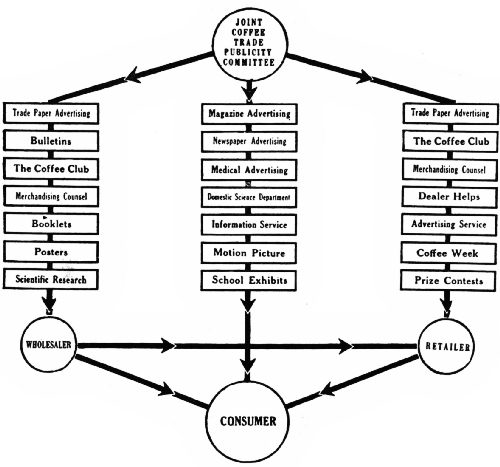 JOINT
COFFEE
TRADE
PUBLICITY
COMMITTEE
Trade Paper Advertising
Bulletins
The Coffee Club
Merchandising Counsel
Booklets
Posters
Scientific Research
WHOLESALER
Magazine Advertising
Newspaper Advertising
Medical Advertising
Domestic Science Department
Information Service
Motion Picture
School Exhibits
Trade Paper Advertising
The Coffee Club
Merchandising Counsel
Dealer Helps
Advertising Service
Coffee Week
Prize Contests
RETAILER
CONSUMER